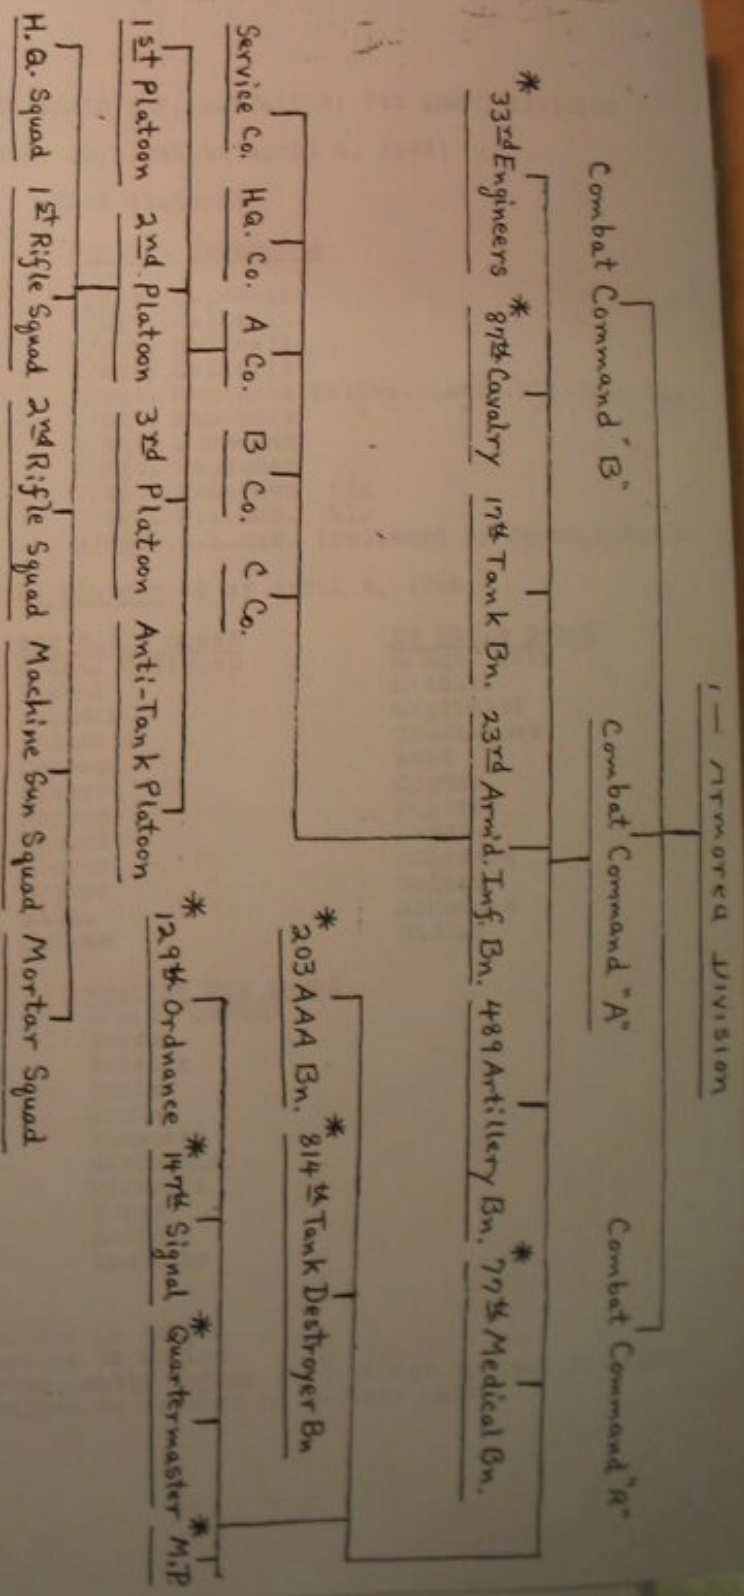 Armored Division
Combat Command "B" Combat Command "A" Combat Command "R"
* 33rd Engineers * 87th Cavalry 17th Tank Bn. 23rd Arm'd. Inf. Bn. 489 Artillery Bn. * 77th Medical Bn.
Service Co. H.Q. Co. A Co. B Co. C Co.
* 203 AAA Bn. * 814th Tank Destroyer Bn
1st Platoon 2nd Platoon 3rd Platoon Anti-Tank Platoon
* 129th Ordnance * 147th Signal * Quartermaster * M.P.
H.Q. Squad 1st Rifle Squad 2nd Rifle Squad Machine Gun Squad Mortar Squad